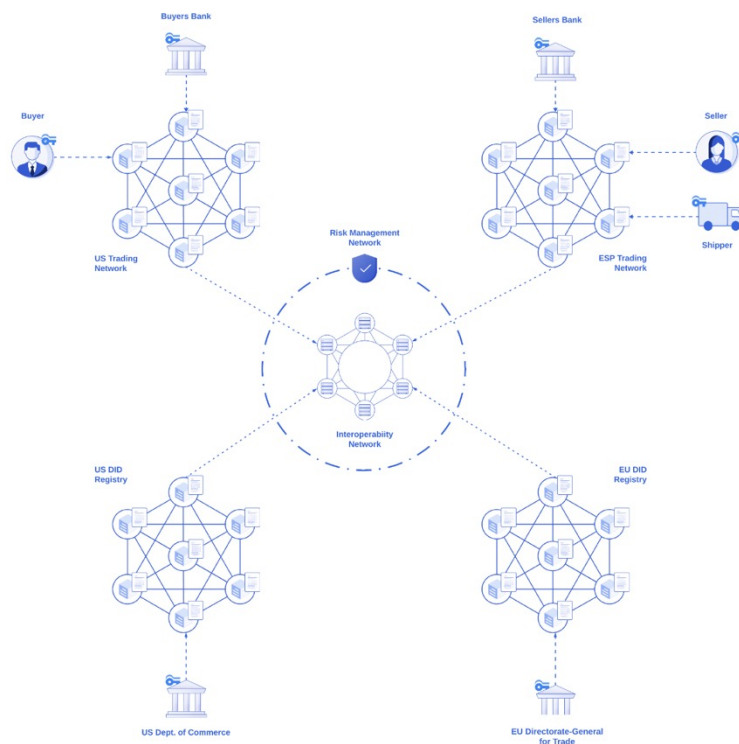 Buyers Bank
Sellers Bank
Buyer
Seller
Shipper
US Trading
Network
Risk Management
Network
ESP Trading
Network
Interoperabiity
Network
US DID
Registry
EU DID
Registry
US Dept. of Commerce
EU Directorate-General
for Trade